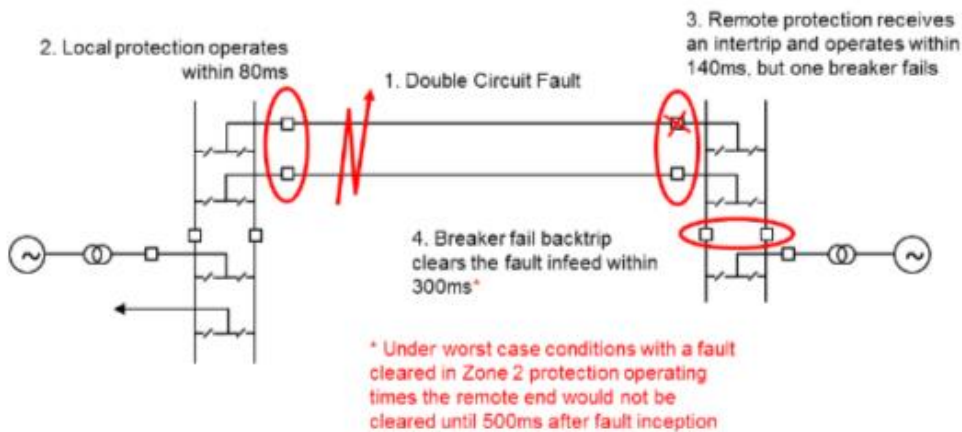 2. Local protection operates
within 80ms
1. Double Circuit Fault
3. Remote protection receives
an intertrip and operates within
140ms, but one breaker fails
4. Breaker fail backtrip
clears the fault infeed within
300ms*
* Under worst case conditions with a fault
cleared in Zone 2 protection operating
times the remote end would not be
cleared until 500ms after fault inception